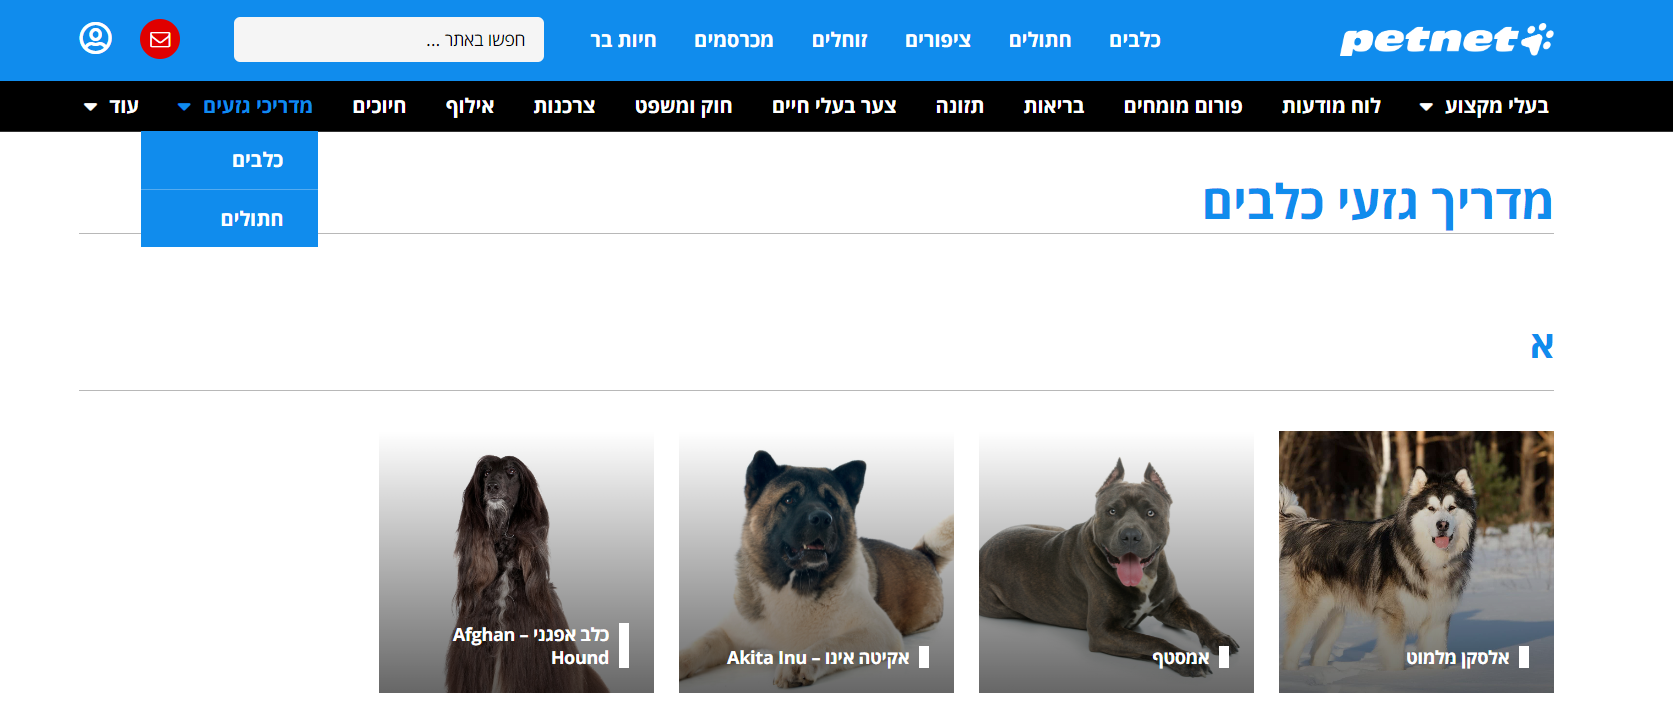 petnet
כלבים
חתולים
ציפורים
זוחלים
מכרסמים
חיות בר
חפשו באתר ...
בעלי מקצוע
לוח מודעות
פורום מומחים
בריאות
תזונה
צער בעלי חיים
חוק ומשפט
צרכנות
אילוף
חיוכים
מדריכי גזעים
עוד
כלבים
חתולים
מדריך גזעי כלבים
א
אלסקן מלמוט
אמסטף
אקיטה אינו – Akita Inu
כלב אפגני – Afghan
Hound